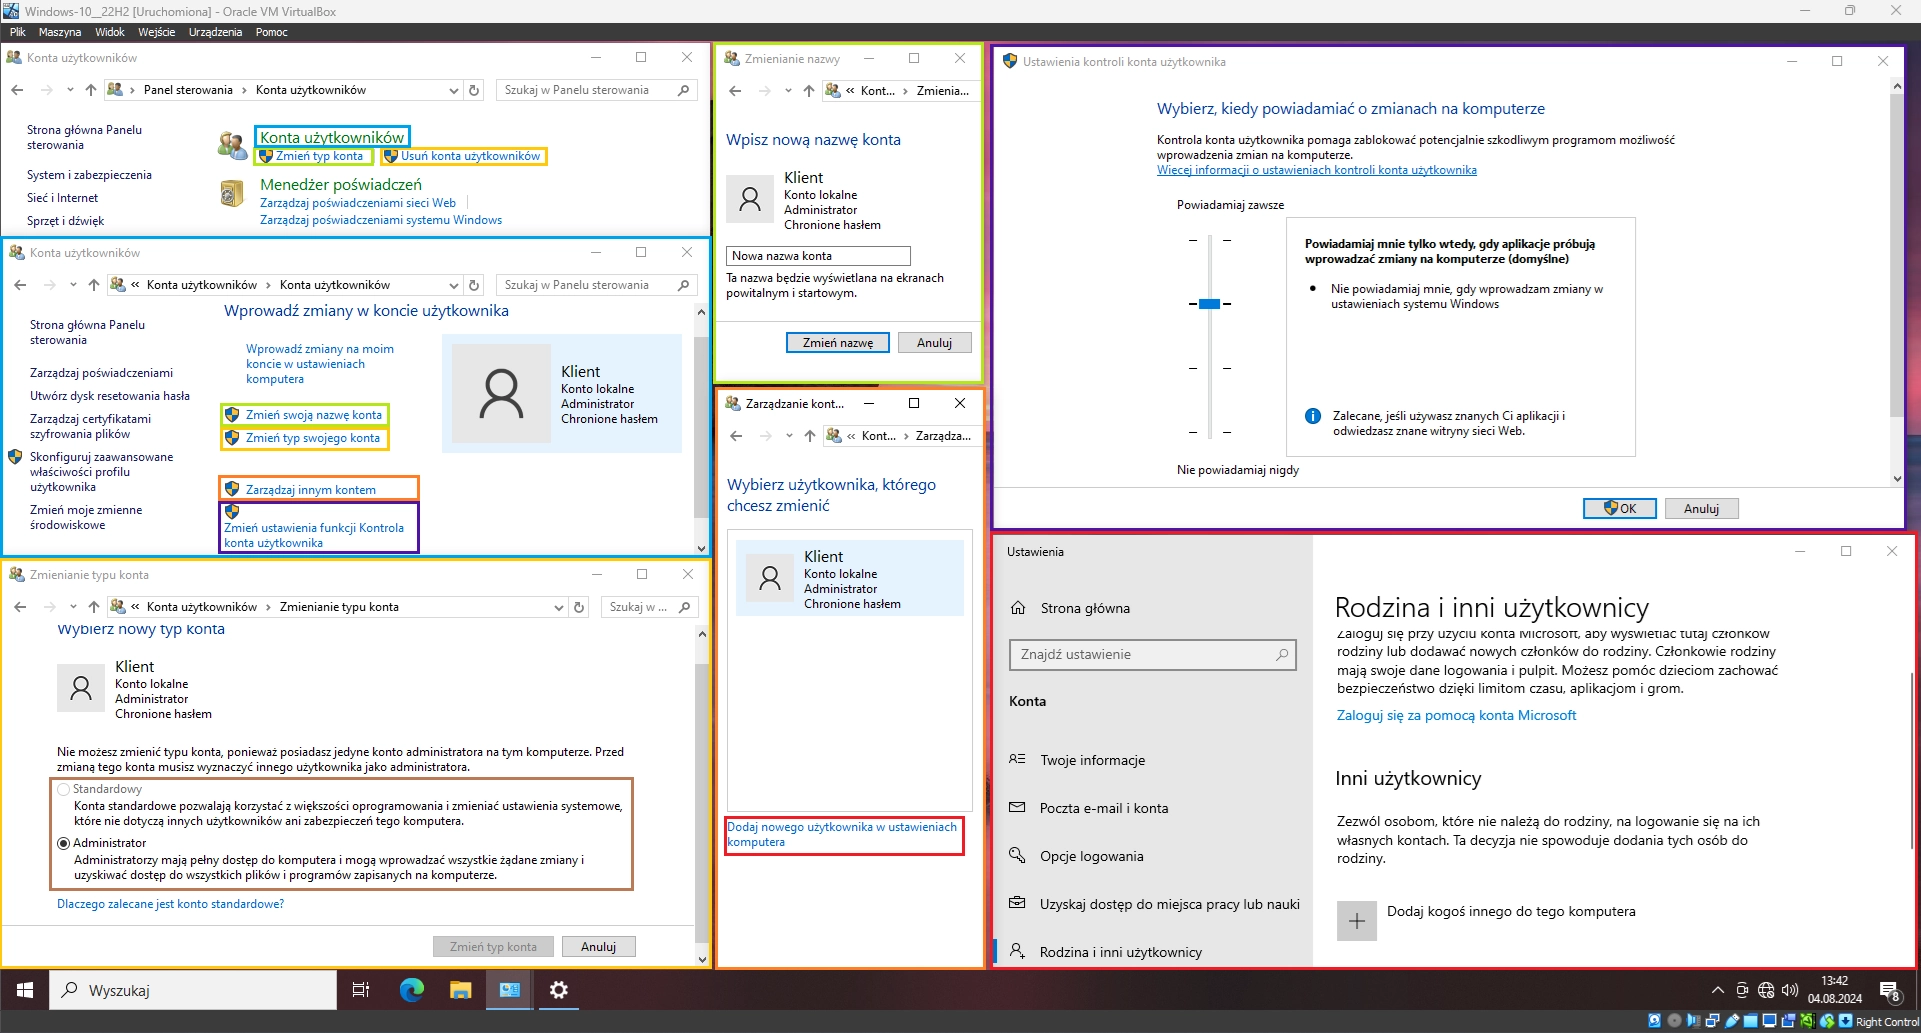 Windows-10__22H2 [Uruchomiona] - Oracle VM VirtualBox
Plik Maszyna Widok Wejście Urządzenia Pomoc
Konta użytkowników
Panel sterowania › Konta użytkowników
Szukaj w Panelu sterowania
Strona główna Panelu
sterowania
System i zabezpieczenia
Sieć i Internet
Sprzęt i dźwięk
Konta użytkowników
Zmień typ konta
Usuń konta użytkowników
Menedżer poświadczeń
Zarządzaj poświadczeniami sieci Web
Zarządzaj poświadczeniami systemu Windows
Konta użytkowników
« Konta użytkowników › Konta użytkowników
Szukaj w Panelu sterowania
Strona główna Panelu
sterowania
Zarządzaj poświadczeniami
Utwórz dysk resetowania hasła
Zarządzaj certyfikatami
szyfrowania plików
Skonfiguruj zaawansowane
właściwości profilu
użytkownika
Zmień moje zmienne
środowiskowe
Wprowadź zmiany w koncie użytkownika
Wprowadź zmiany na moim
koncie w ustawieniach
komputera
Zmień swoją nazwę konta
Zmień typ swojego konta
Zarządzaj innym kontem
Zmień ustawienia funkcji Kontrola
konta użytkownika
Klient
Konto lokalne
Administrator
Chronione hasłem
Zmienianie typu konta
« Konta użytkowników › Zmienianie typu konta
Szukaj w ...
Wybierz nowy typ konta
Klient
Konto lokalne
Administrator
Chronione hasłem
Nie możesz zmienić typu konta, ponieważ posiadasz jedyne konto administratora na tym komputerze. Przed
zmianą tego konta musisz wyznaczyć innego użytkownika jako administratora.
Standardowy
Konta standardowe pozwalają korzystać z większości oprogramowania i zmieniać ustawienia systemowe,
które nie dotyczą innych użytkowników ani zabezpieczeń tego komputera.
Administrator
Administratorzy mają pełny dostęp do komputera i mogą wprowadzać wszystkie żądane zmiany i
uzyskiwać dostęp do wszystkich plików i programów zapisanych na komputerze.
Dlaczego zalecane jest konto standardowe?
Zmień typ konta
Anuluj
Zmienianie nazwy
« Kont... › Zmienia...
Wpisz nową nazwę konta
Klient
Konto lokalne
Administrator
Chronione hasłem
Nowa nazwa konta
Ta nazwa będzie wyświetlana na ekranach
powitalnym i startowym.
Zmień nazwę
Anuluj
Zarządzanie kont...
« Kont... › Zarządza...
Wybierz użytkownika, którego
chcesz zmienić
Klient
Konto lokalne
Administrator
Chronione hasłem
Dodaj nowego użytkownika w ustawieniach
komputera
Ustawienia kontroli konta użytkownika
Wybierz, kiedy powiadamiać o zmianach na komputerze
Kontrola konta użytkownika pomaga zablokować potencjalnie szkodliwym programom możliwość
wprowadzenia zmian na komputerze.
Więcej informacji o ustawieniach kontroli konta użytkownika
Powiadamiaj zawsze
Powiadamiaj mnie tylko wtedy, gdy aplikacje próbują
wprowadzać zmiany na komputerze (domyślne)
• Nie powiadamiaj mnie, gdy wprowadzam zmiany w
ustawieniach systemu Windows
Zalecane, jeśli używasz znanych Ci aplikacji i
odwiedzasz znane witryny sieci Web.
Nie powiadamiaj nigdy
OK
Anuluj
Ustawienia
Strona główna
Znajdź ustawienie
Konta
Twoje informacje
Poczta e-mail i konta
Opcje logowania
Uzyskaj dostęp do miejsca pracy lub nauki
Rodzina i inni użytkownicy
Rodzina i inni użytkownicy
Zaloguj się przy użyciu konta Microsoft, aby wyświetlać tutaj członków
rodziny lub dodawać nowych członków do rodziny. Członkowie rodziny
mają swoje dane logowania i pulpit. Możesz pomóc dzieciom zachować
bezpieczeństwo dzięki limitom czasu, aplikacjom i grom.
Zaloguj się za pomocą konta Microsoft
Inni użytkownicy
Zezwól osobom, które nie należą do rodziny, na logowanie się na ich
własnych kontach. Ta decyzja nie spowoduje dodania tych osób do
rodziny.
Dodaj kogoś innego do tego komputera
Wyszukaj
13:42
04.08.2024
8
Right Control